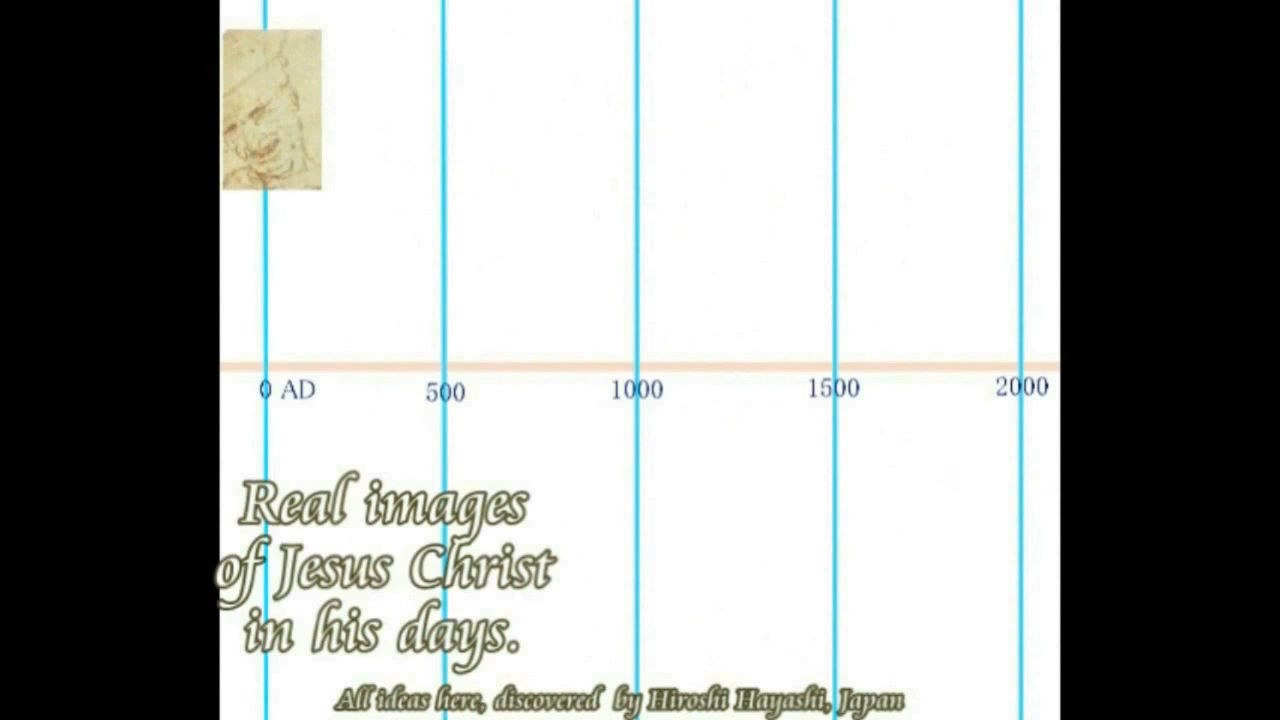 0 AD 500 1000 1500 2000
Real images
of Jesus Christ
in his days.
All ideas here, discovered by Hiroshi Hayashi, Japan